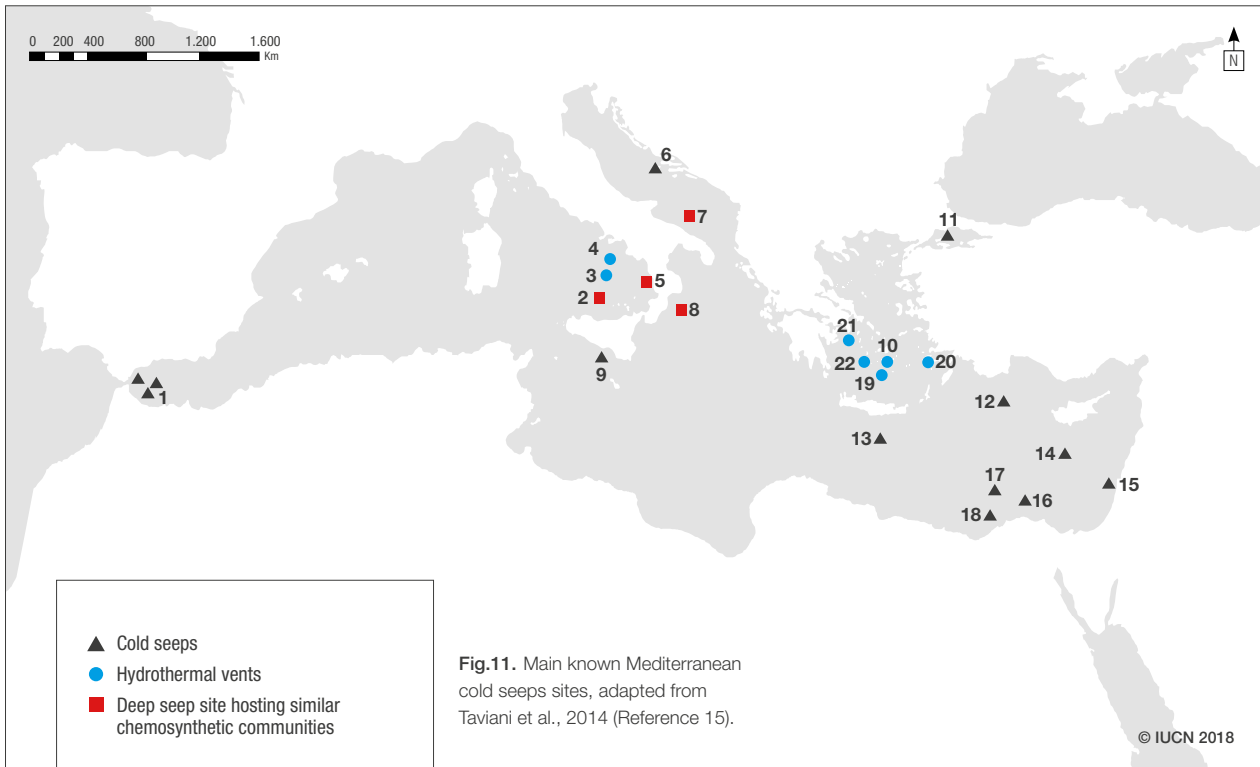 0 200 400 800 1.200 1.600
Km
N
6
7
11
4
3
5
2
8
21
10
22
20
19
9
1
12
13
14
17
15
16
18
Cold seeps
Hydrothermal vents
Deep seep site hosting similar
chemosynthetic communities
Fig.11. Main known Mediterranean
cold seeps sites, adapted from
Taviani et al., 2014 (Reference 15).
© IUCN 2018